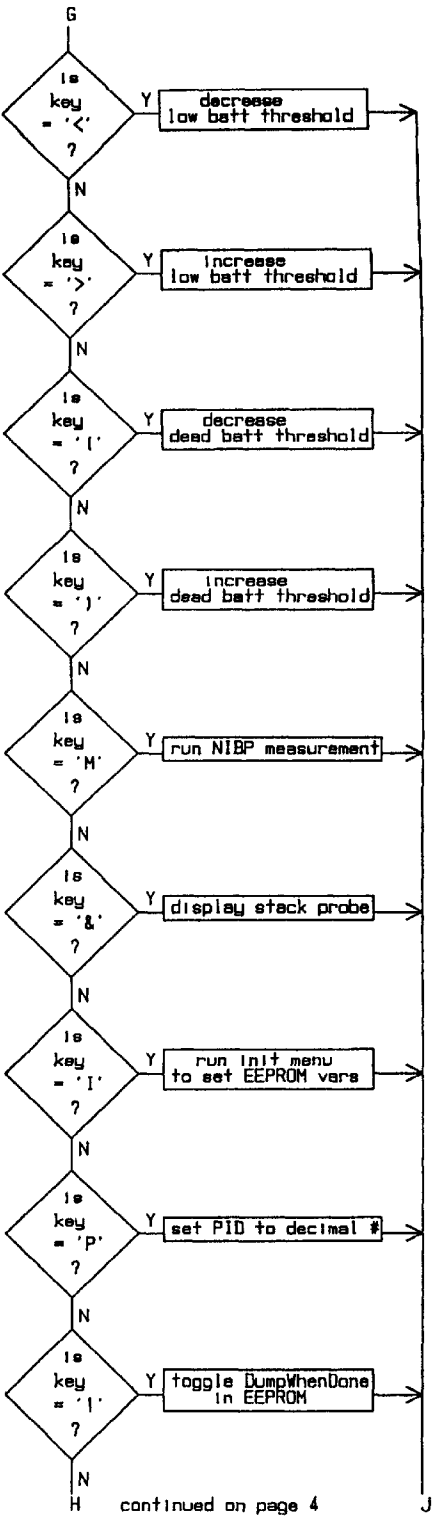 G
Is
key
= '<'
?
Y
decrease
low batt threshold
N
Is
key
= '>'
?
Y
increase
low batt threshold
N
Is
key
= '('
?
Y
decrease
dead batt threshold
N
Is
key
= ')'
?
Y
increase
dead batt threshold
N
Is
key
= 'M'
?
Y
run NIBP measurement
N
Is
key
= '&'
?
Y
display stack probe
N
Is
key
= 'I'
?
Y
run init menu
to set EEPROM vars
N
Is
key
= 'P'
?
Y
set PID to decimal #
N
Is
key
?
Y
toggle DumpWhenDone
in EEPROM
N
H continued on page 4 J